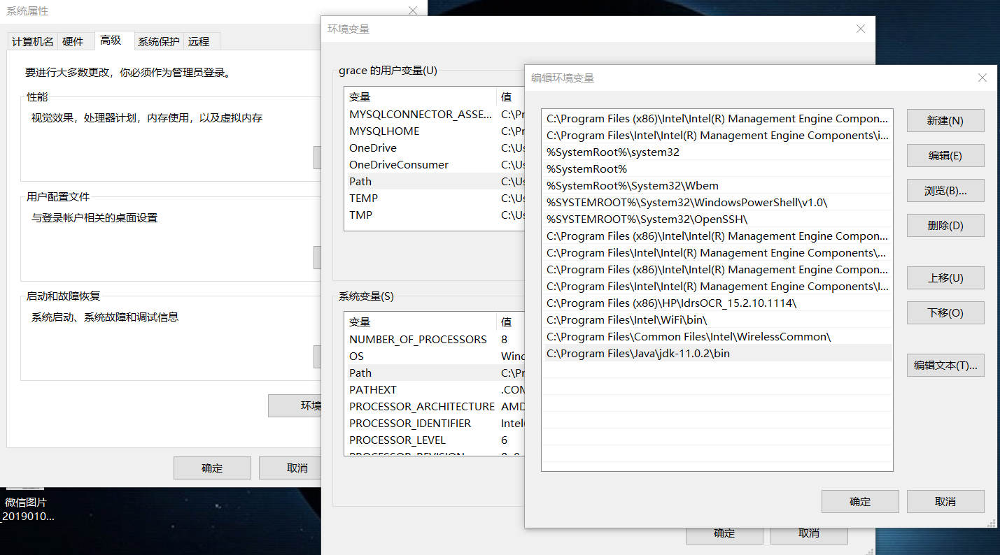 系统属性
计算机名
硬件
高级
系统保护
远程
要进行大多数更改，你必须作为管理员登录。
性能
视觉效果，处理器计划，内存使用，以及虚拟内存
用户配置文件
与登录帐户相关的桌面设置
启动和故障恢复
系统启动、系统故障和调试信息
环境
确定
取消
微信图片
_2019010...
环境变量
grace 的用户变量(U)
变量
值
MYSQLCONNECTOR_ASSE...
C:\Pr
MYSQLHOME
C:\Pr
OneDrive
C:\Us
OneDriveConsumer
C:\Us
Path
C:\Us
TEMP
C:\Us
TMP
C:\Us
系统变量(S)
变量
值
NUMBER_OF_PROCESSORS
8
OS
Wind
Path
C:\Pr
PATHEXT
.COM
PROCESSOR_ARCHITECTURE
AMD
PROCESSOR_IDENTIFIER
Intel
PROCESSOR_LEVEL
6
PROCESSOR_REVISION
确定
取消
编辑环境变量
C:\Program Files (x86)\Intel\Intel(R) Management Engine Compon...
C:\Program Files\Intel\Intel(R) Management Engine Components\i...
%SystemRoot%\system32
%SystemRoot%
%SystemRoot%\System32\Wbem
%SYSTEMROOT%\System32\WindowsPowerShell\v1.0\
%SYSTEMROOT%\System32\OpenSSH\
C:\Program Files (x86)\Intel\Intel(R) Management Engine Compon...
C:\Program Files\Intel\Intel(R) Management Engine Components\...
C:\Program Files (x86)\Intel\Intel(R) Management Engine Compon...
C:\Program Files\Intel\Intel(R) Management Engine Components\I...
C:\Program Files (x86)\HP\IdrsOCR_15.2.10.1114\
C:\Program Files\Intel\WiFi\bin\
C:\Program Files\Common Files\Intel\WirelessCommon\
C:\Program Files\Java\jdk-11.0.2\bin
新建(N)
编辑(E)
浏览(B)...
删除(D)
上移(U)
下移(O)
编辑文本(T)...
确定
取消